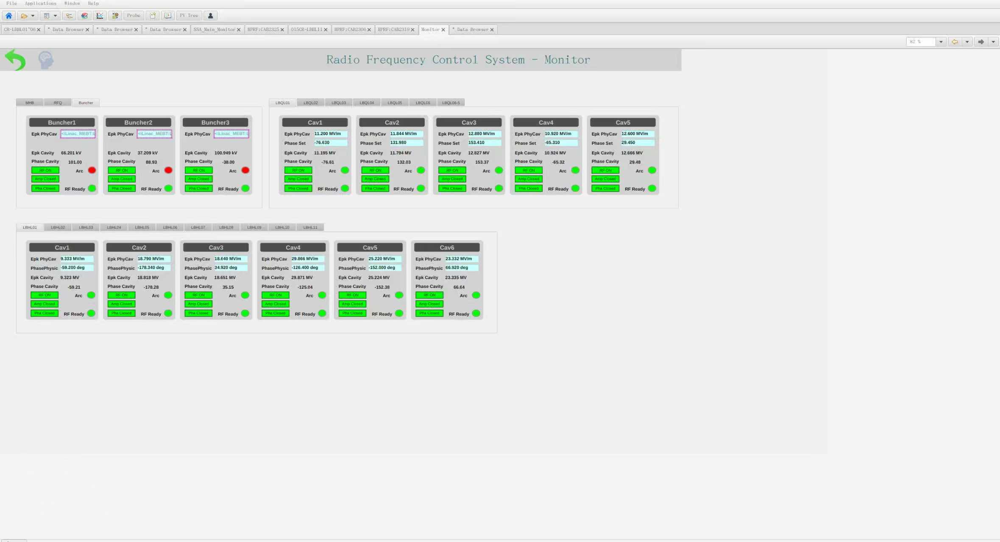 File Applications Window Help
Probe PV Tree
CR-LBHL01~06 * Data Browser * Data Browser * Data Browser SSA_Main_Monitor HPRF:CAB2325 015CR-LBHL11 HPRF:CAB2306 HPRF:CAB2319 Monitor * Data Browser
82 %
Radio Frequency Control System - Monitor
MHB RFQ Buncher
Buncher1 Buncher2 Buncher3
Epk PhyCav <iLinac_MEBT: Epk PhyCav <iLinac_MEBT: Epk PhyCav <iLinac_MEBT:
Epk Cavity 66.201 kV Epk Cavity 37.209 kV Epk Cavity 100.949 kV
Phase Cavity 101.00 Phase Cavity 88.93 Phase Cavity -38.00
RF ON Arc RF ON Arc RF ON Arc
Amp Closed Amp Closed Amp Closed
Pha Closed RF Ready Pha Closed RF Ready Pha Closed RF Ready
LBQL01 LBQL02 LBQL03 LBQL04 LBQL05 LBQL06 LBQL06-5
Cav1 Cav2 Cav3 Cav4 Cav5
Epk PhyCav 11.200 MV/m Epk PhyCav 11.844 MV/m Epk PhyCav 12.880 MV/m Epk PhyCav 10.920 MV/m Epk PhyCav 12.600 MV/m
Phase Set -76.630 Phase Set 131.980 Phase Set 153.410 Phase Set -65.310 Phase Set 29.450
Epk Cavity 11.195 MV Epk Cavity 11.794 MV Epk Cavity 12.827 MV Epk Cavity 10.924 MV Epk Cavity 12.666 MV
Phase Cavity -76.61 Phase Cavity 132.03 Phase Cavity 153.37 Phase Cavity -65.32 Phase Cavity 29.48
RF ON Arc RF ON Arc RF ON Arc RF ON Arc RF ON Arc
Amp Closed Amp Closed Amp Closed Amp Closed Amp Closed
Pha Closed RF Ready Pha Closed RF Ready Pha Closed RF Ready Pha Closed RF Ready Pha Closed RF Ready
LBHL01 LBHL02 LBHL03 LBHL04 LBHL05 LBHL06 LBHL07 LBHL08 LBHL09 LBHL10 LBHL11
Cav1 Cav2 Cav3 Cav4 Cav5 Cav6
Epk PhyCav 9.333 MV/m Epk PhyCav 18.790 MV/m Epk PhyCav 18.640 MV/m Epk PhyCav 29.866 MV/m Epk PhyCav 25.220 MV/m Epk PhyCav 23.332 MV/m
PhasePhysic -59.200 deg PhasePhysic -178.340 deg PhasePhysic 34.920 deg PhasePhysic -126.400 deg PhasePhysic -152.000 deg PhasePhysic 66.920 deg
Epk Cavity 9.323 MV Epk Cavity 18.818 MV Epk Cavity 18.651 MV Epk Cavity 29.871 MV Epk Cavity 25.224 MV Epk Cavity 23.335 MV
Phase Cavity -59.21 Phase Cavity -178.28 Phase Cavity 35.15 Phase Cavity -125.04 Phase Cavity -152.38 Phase Cavity 66.64
RF ON Arc RF ON Arc RF ON Arc RF ON Arc RF ON Arc RF ON Arc
Amp Closed Amp Closed Amp Closed Amp Closed Amp Closed Amp Closed
Pha Closed RF Ready Pha Closed RF Ready Pha Closed RF Ready Pha Closed RF Ready Pha Closed RF Ready Pha Closed RF Ready